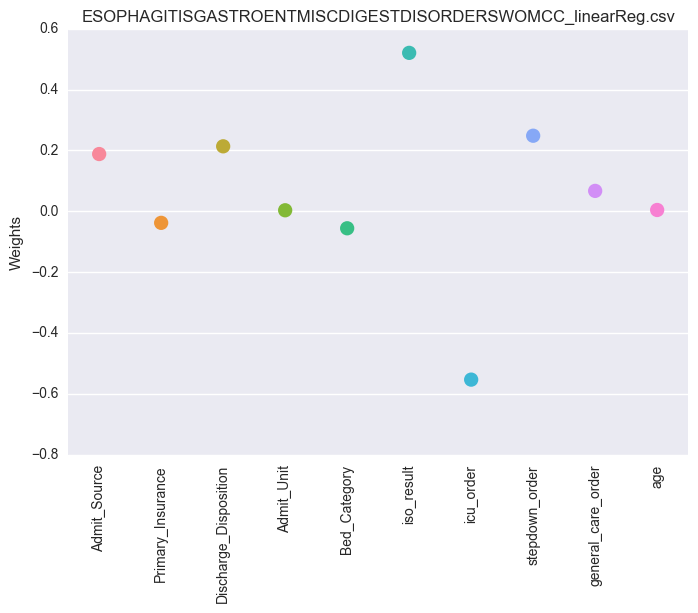 ESOPHAGITISGASTROENTMISCDIGESTDISORDERSWOMCC_linearReg.csv
0.6
0.4
0.2
0.0
−0.2
−0.4
−0.6
−0.8
Weights
Admit_Source
Primary_Insurance
Discharge_Disposition
Admit_Unit
Bed_Category
iso_result
icu_order
stepdown_order
general_care_order
age